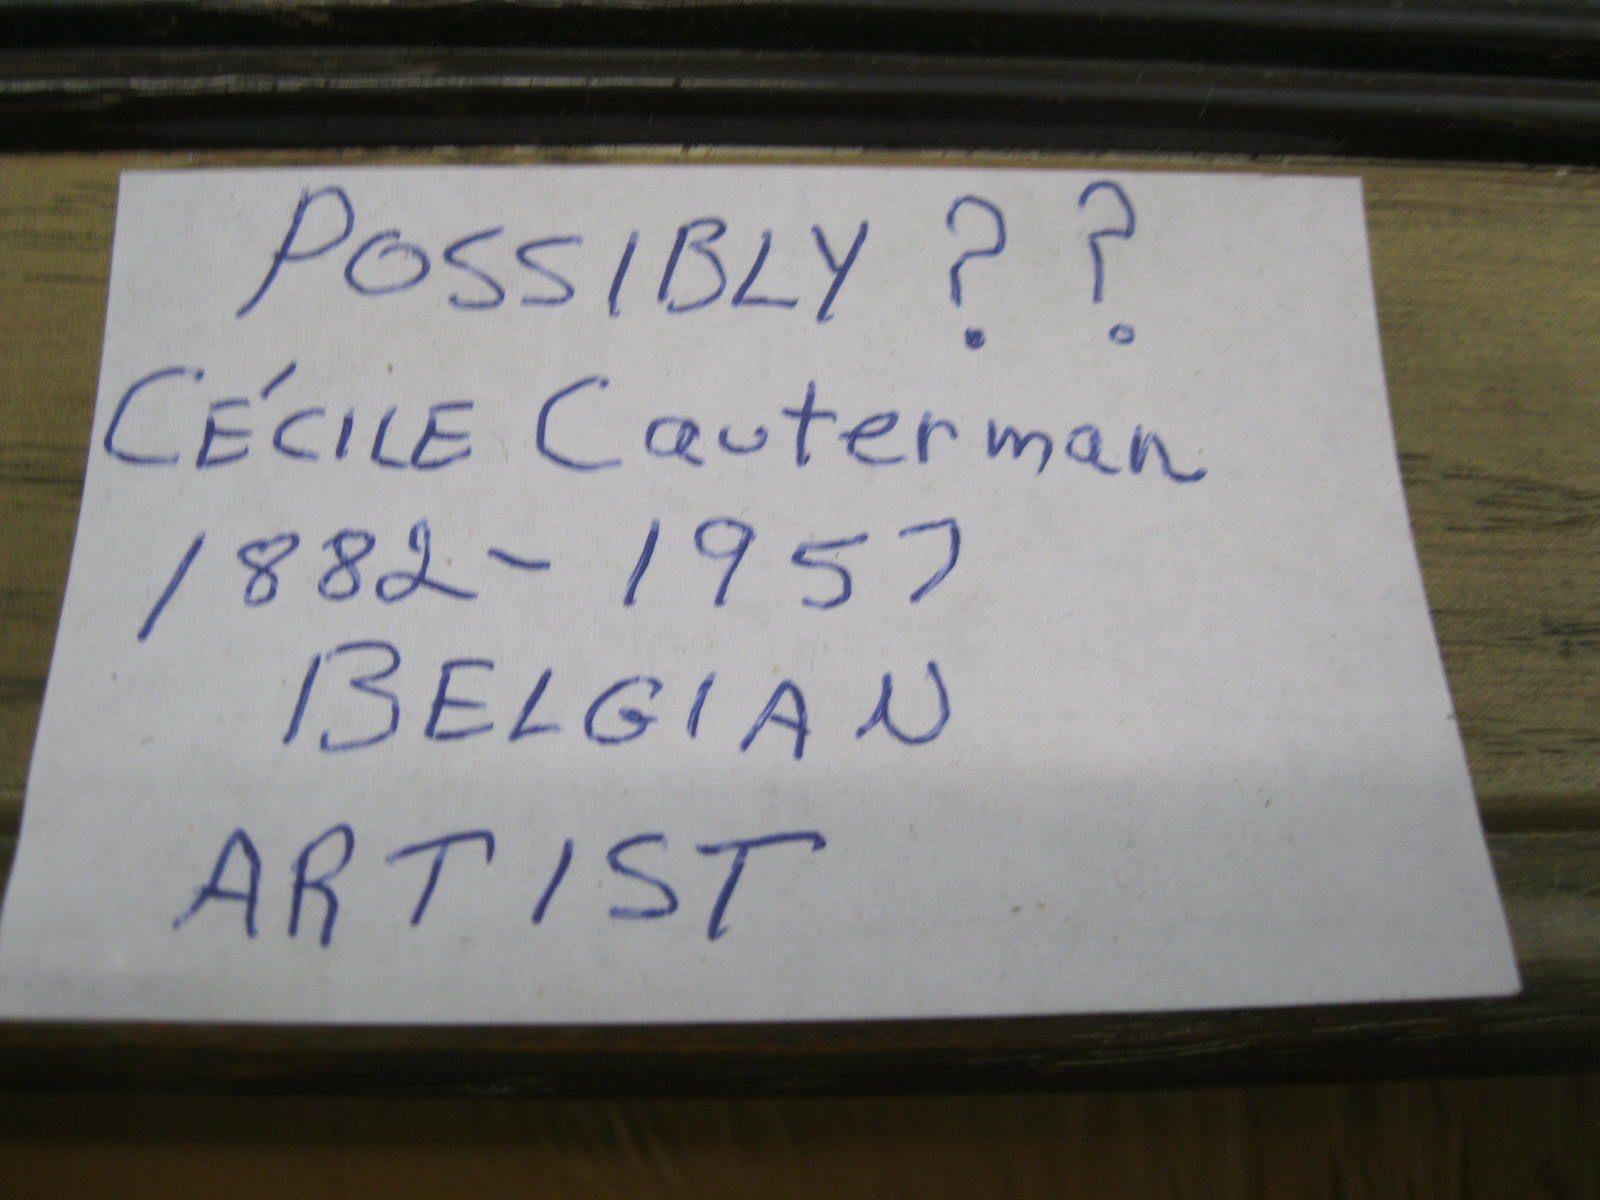 POSSIBLY ? ?
CÉCILE Cauterman
1882-1957
BELGIAN
ARTIST